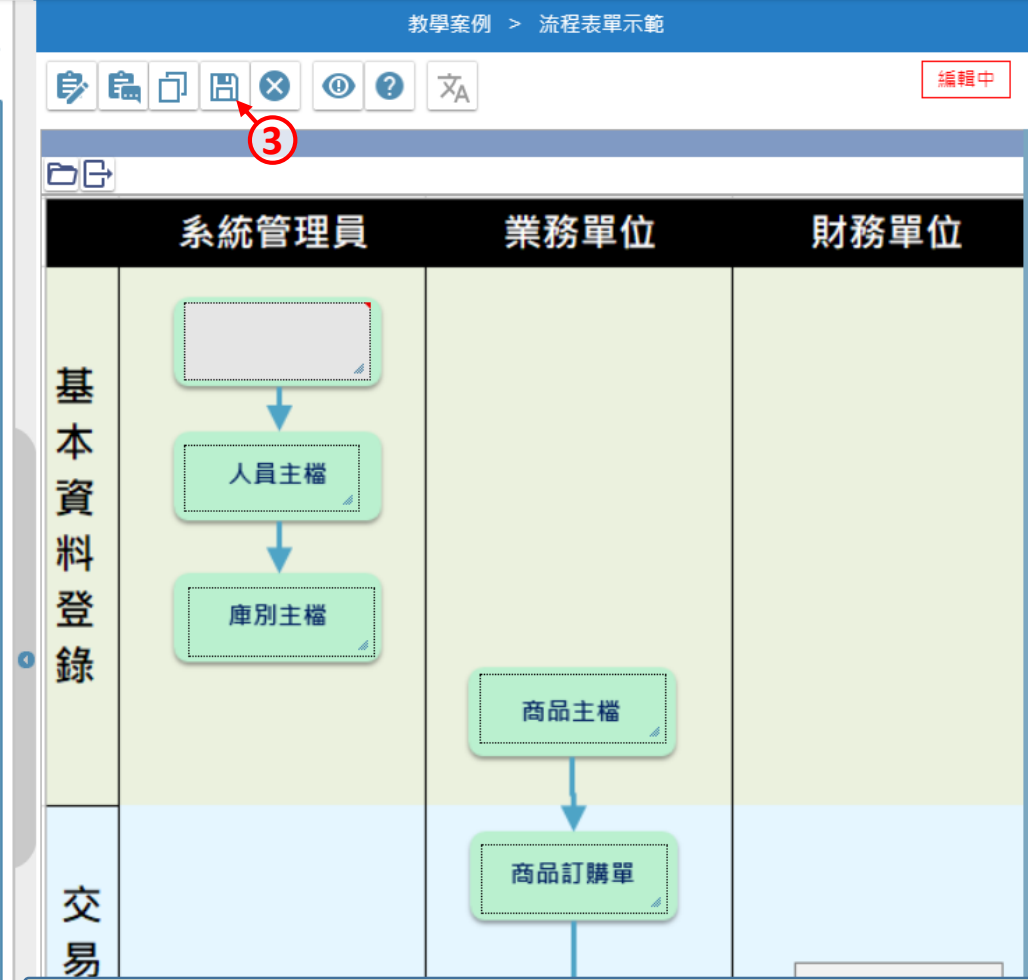 教學案例 > 流程表單示範
編輯中
3
系統管理員 業務單位 財務單位
基本資料登錄
人員主檔
庫別主檔
商品主檔
商品訂購單
交易